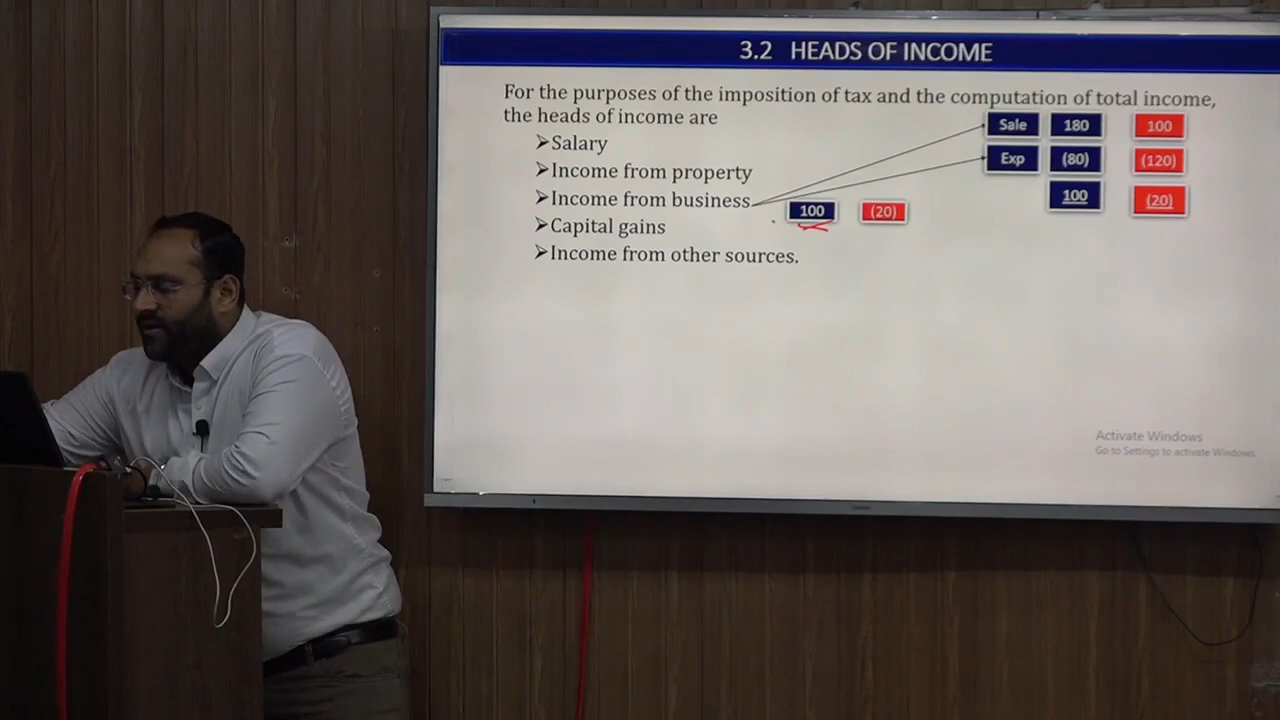 3.2 HEADS OF INCOME
For the purposes of the imposition of tax and the computation of total income,
the heads of income are
➢Salary
➢Income from property
➢Income from business
➢Capital gains
➢Income from other sources.
Sale 180 100
Exp (80) (120)
100 (20)
100 (20)
Activate Windows
Go to Settings to activate Windows.